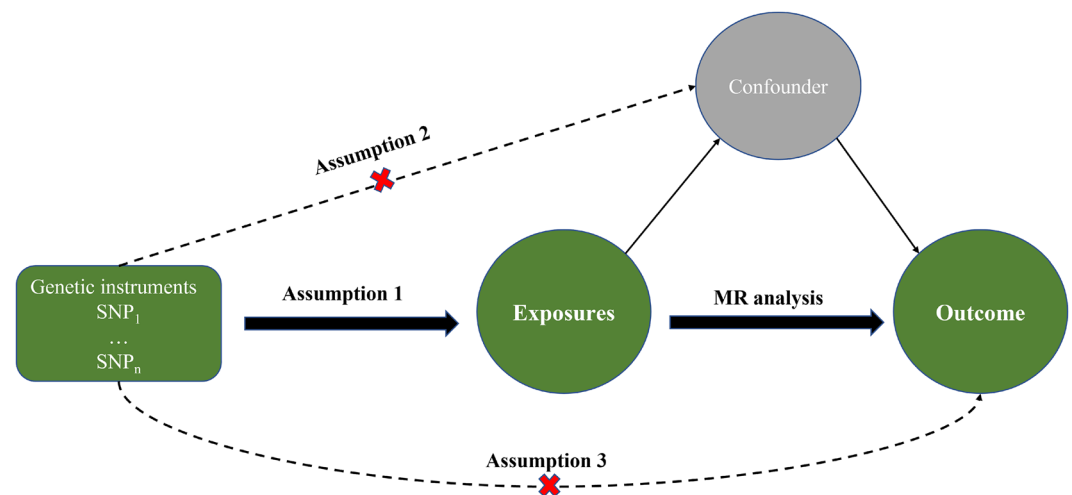 Confounder
Assumption 2
Genetic instruments
SNP₁
...
SNPₙ
Assumption 1
Exposures
MR analysis
Outcome
Assumption 3